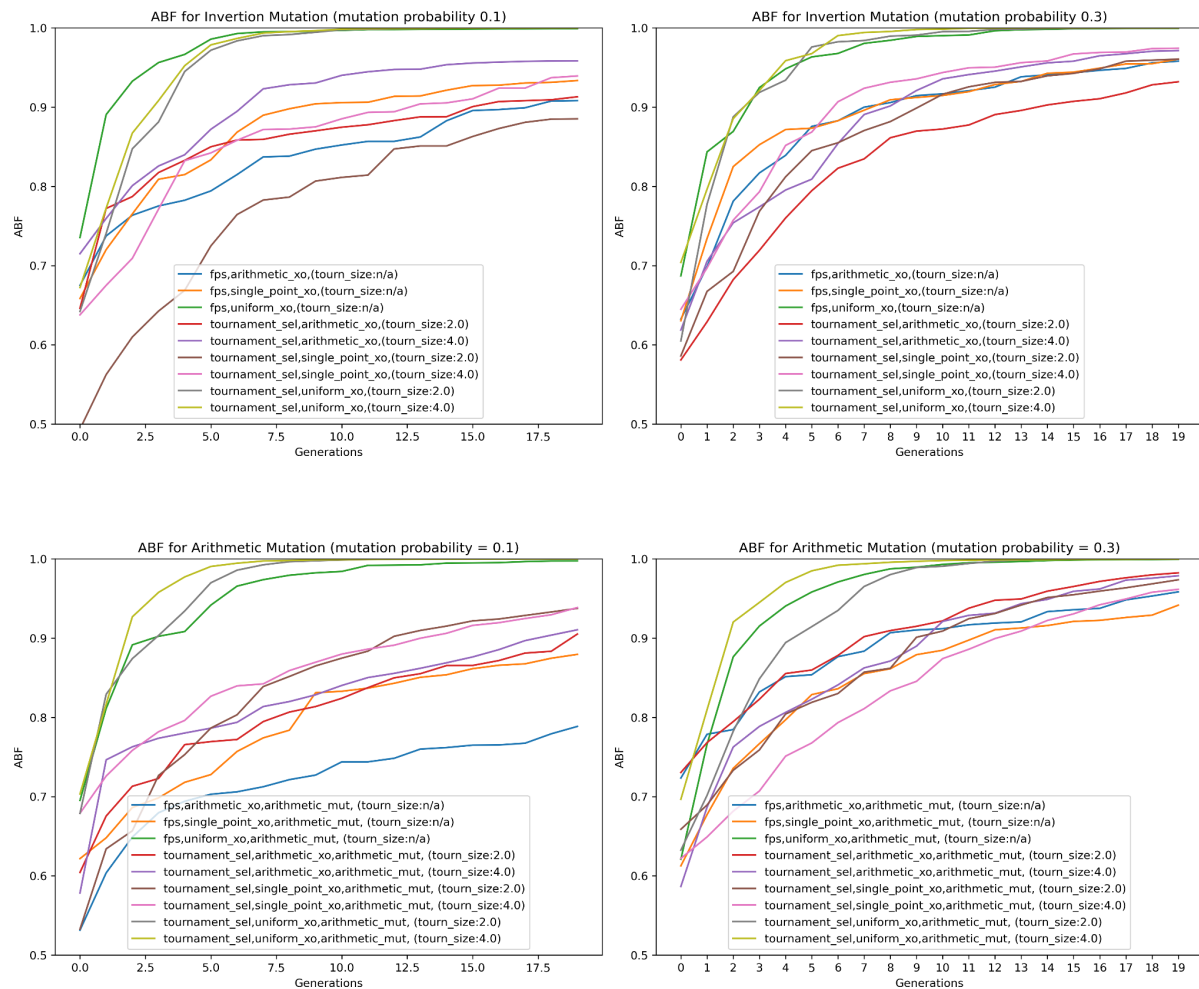 ABF for Invertion Mutation (mutation probability 0.1)
1.0
0.9
0.8
0.7
0.6
0.5
ABF
fps,arithmetic_xo,(tourn_size:n/a)
fps,single_point_xo,(tourn_size:n/a)
fps,uniform_xo,(tourn_size:n/a)
tournament_sel,arithmetic_xo,(tourn_size:2.0)
tournament_sel,arithmetic_xo,(tourn_size:4.0)
tournament_sel,single_point_xo,(tourn_size:2.0)
tournament_sel,single_point_xo,(tourn_size:4.0)
tournament_sel,uniform_xo,(tourn_size:2.0)
tournament_sel,uniform_xo,(tourn_size:4.0)
0.0 2.5 5.0 7.5 10.0 12.5 15.0 17.5
Generations
ABF for Invertion Mutation (mutation probability 0.3)
1.0
0.9
0.8
0.7
0.6
0.5
ABF
fps,arithmetic_xo,(tourn_size:n/a)
fps,single_point_xo,(tourn_size:n/a)
fps,uniform_xo,(tourn_size:n/a)
tournament_sel,arithmetic_xo,(tourn_size:2.0)
tournament_sel,arithmetic_xo,(tourn_size:4.0)
tournament_sel,single_point_xo,(tourn_size:2.0)
tournament_sel,single_point_xo,(tourn_size:4.0)
tournament_sel,uniform_xo,(tourn_size:2.0)
tournament_sel,uniform_xo,(tourn_size:4.0)
0 1 2 3 4 5 6 7 8 9 10 11 12 13 14 15 16 17 18 19
Generations
ABF for Arithmetic Mutation (mutation probability = 0.1)
1.0
0.9
0.8
0.7
0.6
0.5
ABF
fps,arithmetic_xo,arithmetic_mut, (tourn_size:n/a)
fps,single_point_xo,arithmetic_mut, (tourn_size:n/a)
fps,uniform_xo,arithmetic_mut, (tourn_size:n/a)
tournament_sel,arithmetic_xo,arithmetic_mut, (tourn_size:2.0)
tournament_sel,arithmetic_xo,arithmetic_mut, (tourn_size:4.0)
tournament_sel,single_point_xo,arithmetic_mut, (tourn_size:2.0)
tournament_sel,single_point_xo,arithmetic_mut, (tourn_size:4.0)
tournament_sel,uniform_xo,arithmetic_mut, (tourn_size:2.0)
tournament_sel,uniform_xo,arithmetic_mut, (tourn_size:4.0)
0.0 2.5 5.0 7.5 10.0 12.5 15.0 17.5
Generations
ABF for Arithmetic Mutation (mutation probability = 0.3)
1.0
0.9
0.8
0.7
0.6
0.5
ABF
fps,arithmetic_xo,arithmetic_mut, (tourn_size:n/a)
fps,single_point_xo,arithmetic_mut, (tourn_size:n/a)
fps,uniform_xo,arithmetic_mut, (tourn_size:n/a)
tournament_sel,arithmetic_xo,arithmetic_mut, (tourn_size:2.0)
tournament_sel,arithmetic_xo,arithmetic_mut, (tourn_size:4.0)
tournament_sel,single_point_xo,arithmetic_mut, (tourn_size:2.0)
tournament_sel,single_point_xo,arithmetic_mut, (tourn_size:4.0)
tournament_sel,uniform_xo,arithmetic_mut, (tourn_size:2.0)
tournament_sel,uniform_xo,arithmetic_mut, (tourn_size:4.0)
0 1 2 3 4 5 6 7 8 9 10 11 12 13 14 15 16 17 18 19
Generations